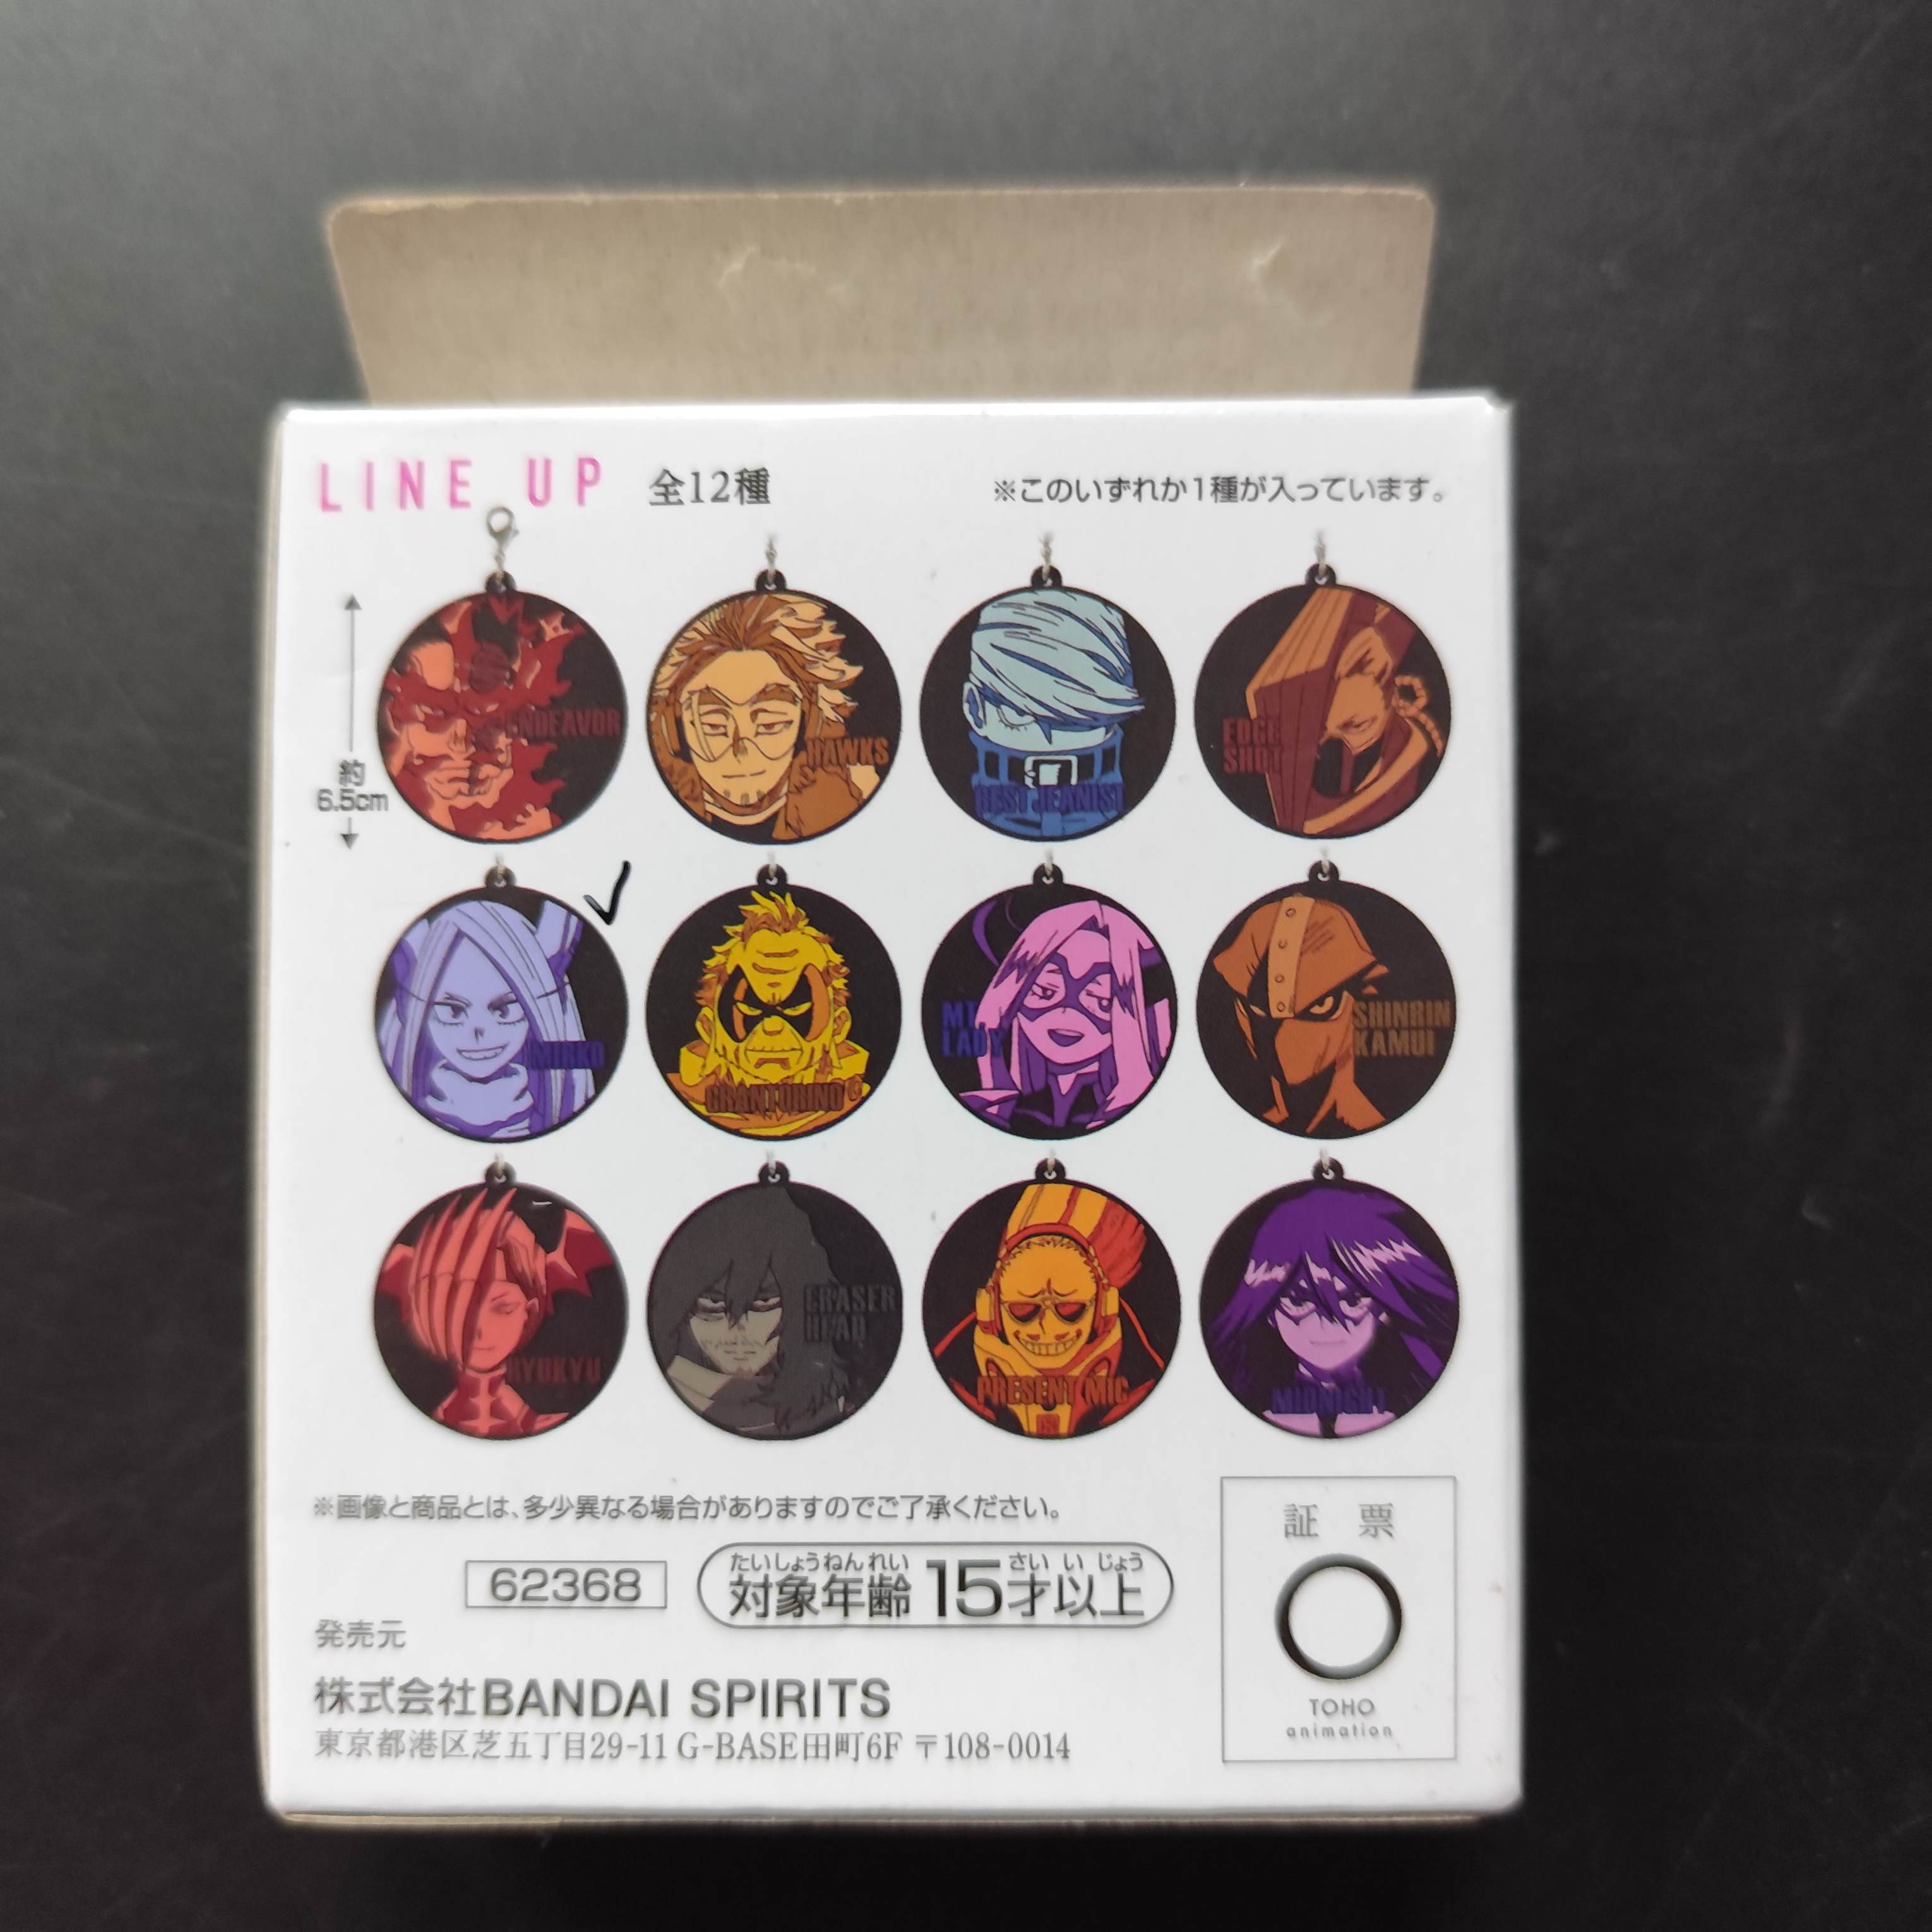 LINE UP 全12種
※このいずれか1種が入っています。
ENDEAVOR
HAWKS
BEST JEANIST
EDGE
SHOT
約
6.5cm
MIRKO
GRANTORINO
MT.
LADY
SHINRIN
KAMUI
RYUKYU
ERASER
HEAD
PRESENT MIC
MIDNIGHT
※画像と商品とは、多少異なる場合がありますのでご了承ください。
62368
たいしょうねんれい さいいじょう
対象年齢15才以上
発売元
株式会社BANDAI SPIRITS
東京都港区芝五丁目29-11 G-BASE田町6F 〒108-0014
証 票
TOHO
animation